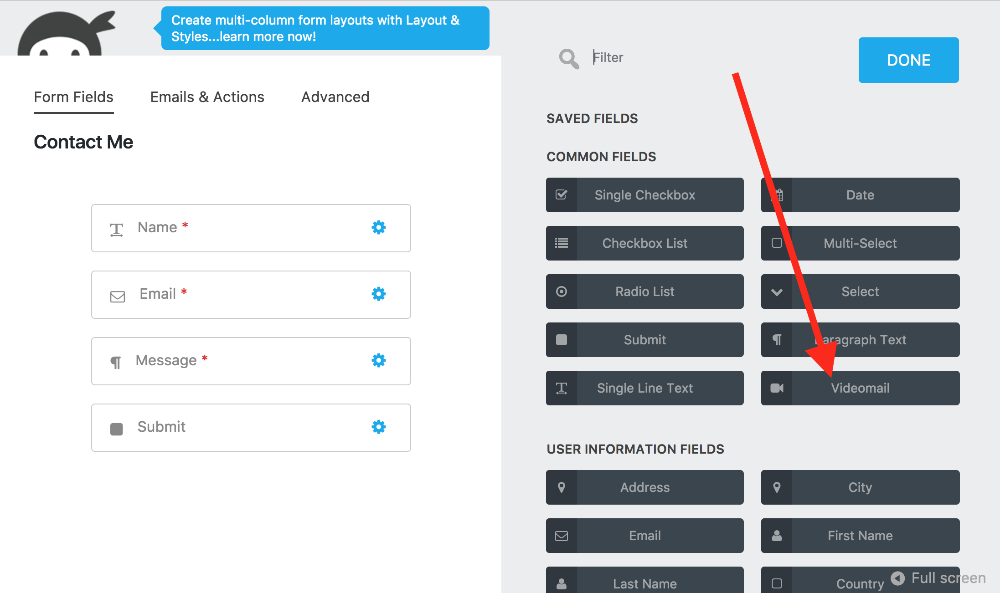 Create multi-column form layouts with Layout &
Styles...learn more now!
Filter
DONE
Form Fields
Emails & Actions
Advanced
Contact Me
Name *
Email *
Message *
Submit
SAVED FIELDS
COMMON FIELDS
Single Checkbox
Date
Checkbox List
Multi-Select
Radio List
Select
Submit
Paragraph Text
Single Line Text
Videomail
USER INFORMATION FIELDS
Address
City
Email
First Name
Last Name
Country
Full screen